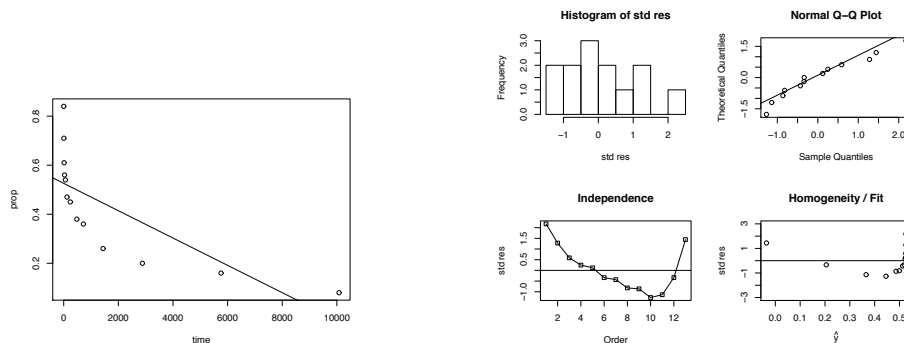 prop
0.2 0.4 0.6 0.8
0 2000 4000 6000 8000 10000
time
Histogram of std res
Frequency
0.0 1.0 2.0 3.0
-1 0 1 2
std res
Normal Q-Q Plot
Theoretical Quantiles
-1.5 0.0 1.5
-1.0 0.0 1.0 2.0
Sample Quantiles
Independence
std res
-1.0 0.5 1.5
2 4 6 8 10 12
Order
Homogeneity / Fit
std res
-3 -1 1 3
0.0 0.1 0.2 0.3 0.4 0.5
ŷ